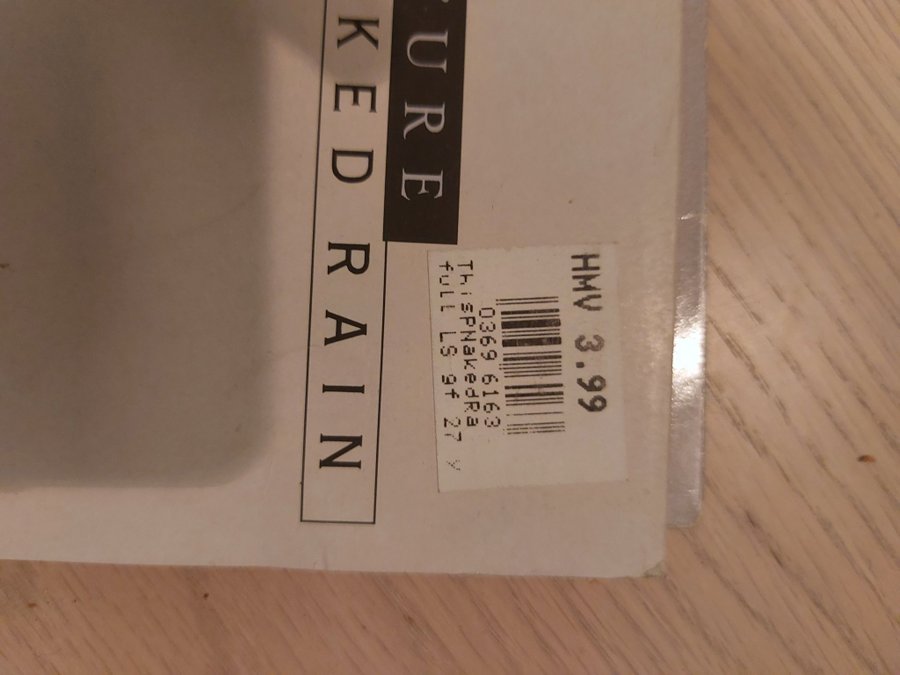 URE
KED RAIN
HMV 3.99
0369 6163
ThisPNakedRa
full LS 9f 27 y